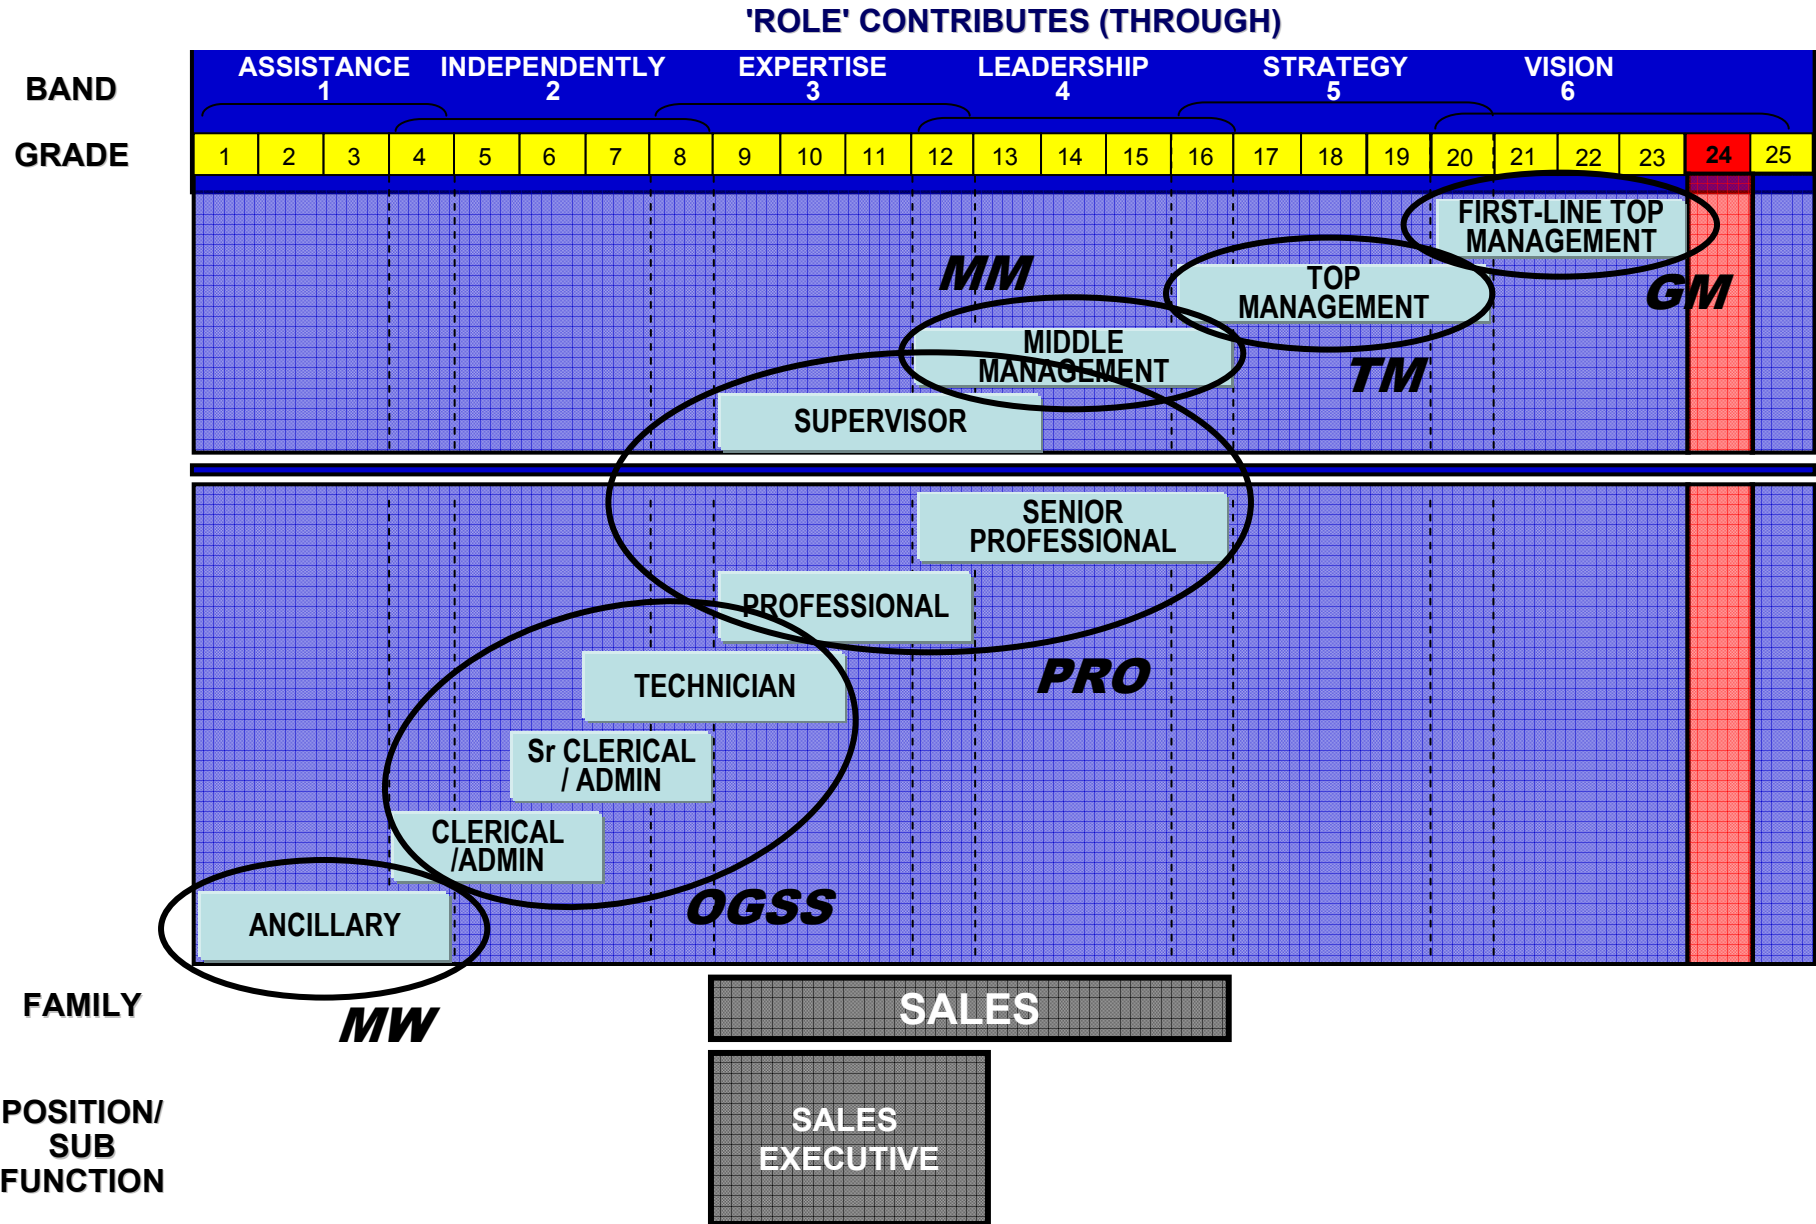 'ROLE' CONTRIBUTES (THROUGH)
BAND
ASSISTANCE INDEPENDENTLY EXPERTISE LEADERSHIP STRATEGY VISION
1 2 3 4 5 6
GRADE
1 2 3 4 5 6 7 8 9 10 11 12 13 14 15 16 17 18 19 20 21 22 23 24 25
FIRST-LINE TOP
MANAGEMENT
GM
TOP
MANAGEMENT
TM
MM
MIDDLE
MANAGEMENT
SUPERVISOR
SENIOR
PROFESSIONAL
PROFESSIONAL
PRO
TECHNICIAN
Sr CLERICAL
/ ADMIN
CLERICAL
/ADMIN
OGSS
ANCILLARY
MW
FAMILY
SALES
POSITION/
SUB
FUNCTION
SALES
EXECUTIVE